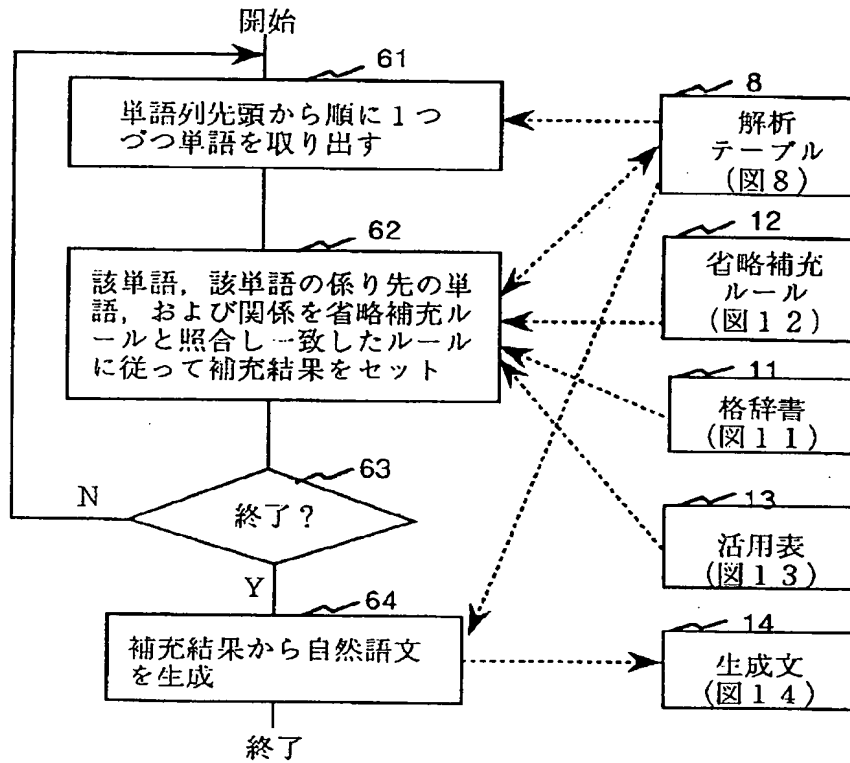 開始
61
単語列先頭から順に１つ
づつ単語を取り出す
62
該単語，該単語の係り先の単
語，および関係を省略補充ル
ールと照合し一致したルール
に従って補充結果をセット
63
終了？
N
Y
64
補充結果から自然語文
を生成
終了
8
解析
テーブル
(図８)
12
省略補充
ルール
(図１２)
11
格辞書
(図１１)
13
活用表
(図１３)
14
生成文
(図１４)